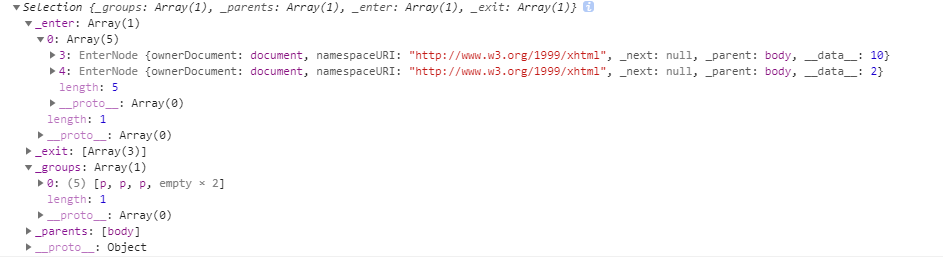 ▼Selection {_groups: Array(1), _parents: Array(1), _enter: Array(1), _exit: Array(1)} i
▼_enter: Array(1)
▼0: Array(5)
▶3: EnterNode {ownerDocument: document, namespaceURI: "http://www.w3.org/1999/xhtml", _next: null, _parent: body, __data__: 10}
▶4: EnterNode {ownerDocument: document, namespaceURI: "http://www.w3.org/1999/xhtml", _next: null, _parent: body, __data__: 2}
length: 5
▶__proto__: Array(0)
length: 1
▶__proto__: Array(0)
▶_exit: [Array(3)]
▼_groups: Array(1)
▶0: (5) [p, p, p, empty × 2]
length: 1
▶__proto__: Array(0)
▶_parents: [body]
▶__proto__: Object